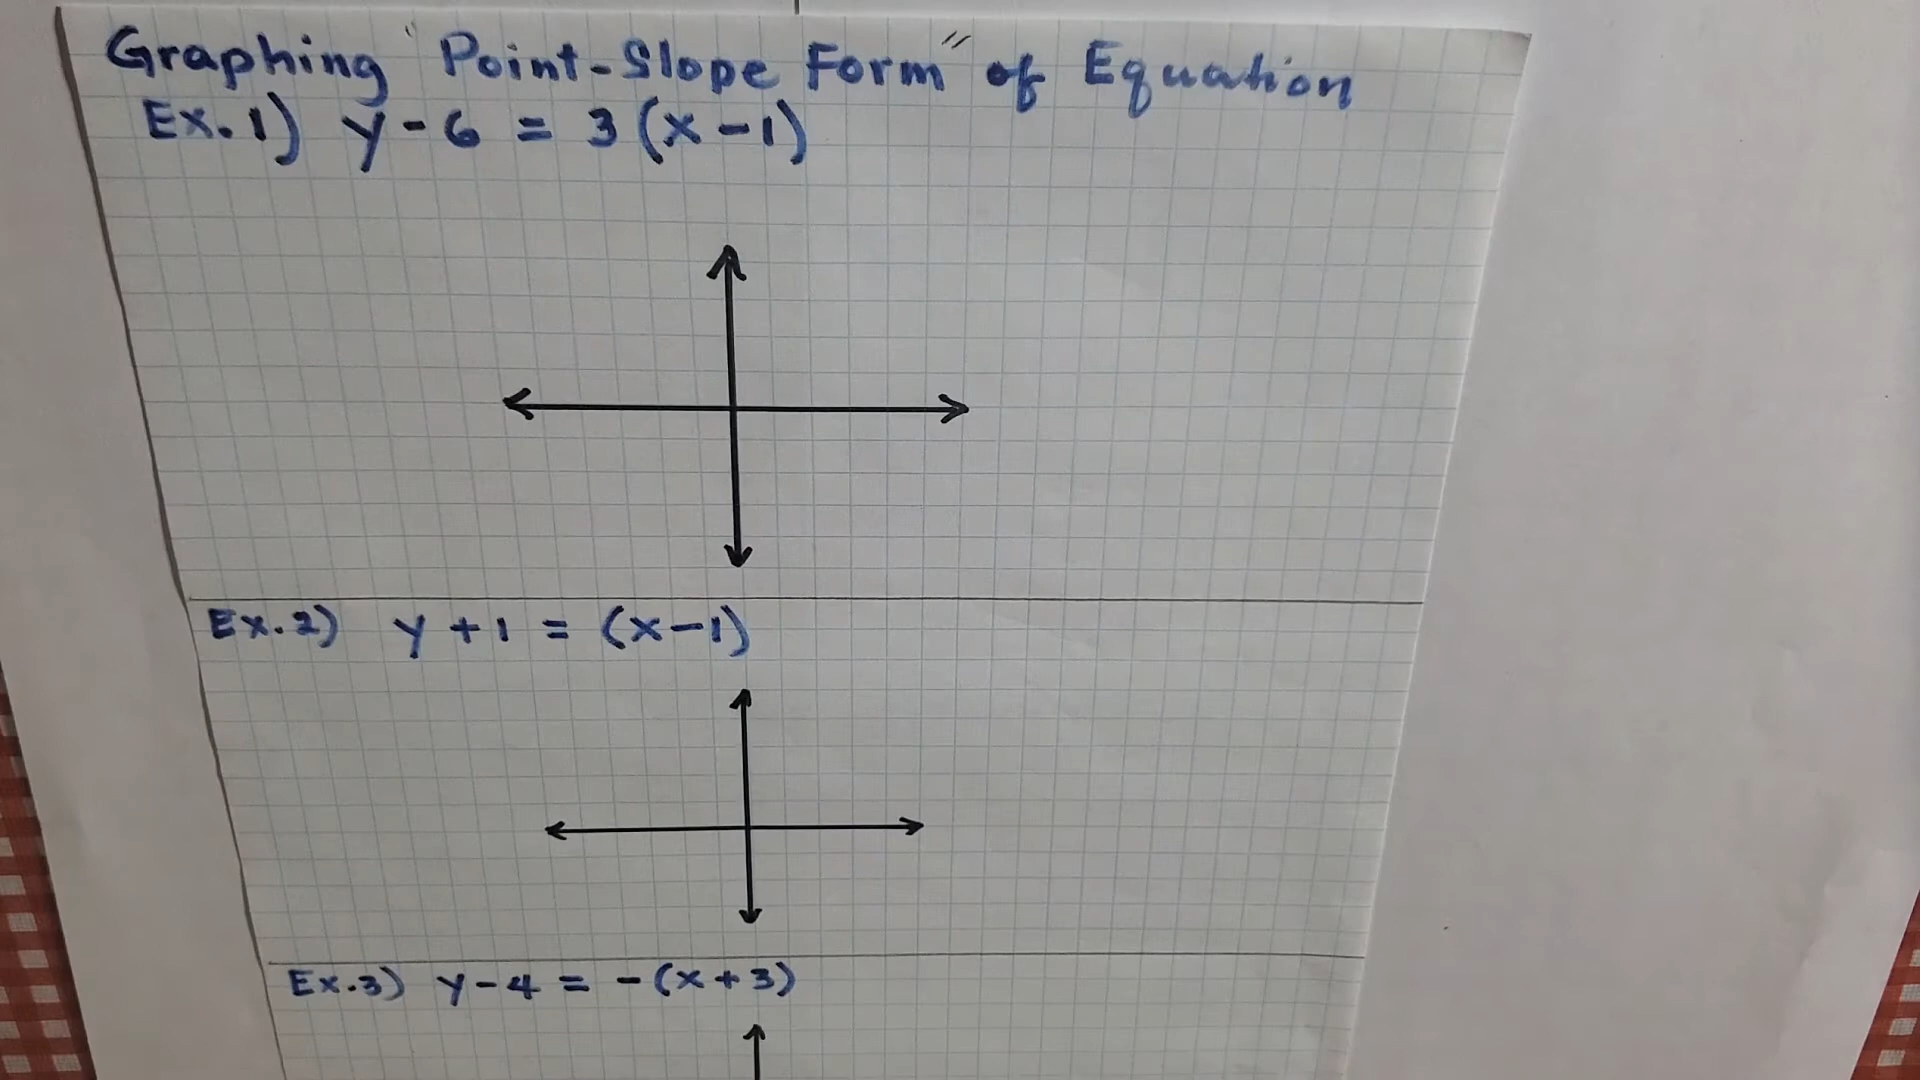 Graphing "Point-Slope Form" of Equation
Ex.1) y-6 = 3(x-1)
Ex.2) y+1 = (x-1)
Ex.3) y-4 = -(x+3)